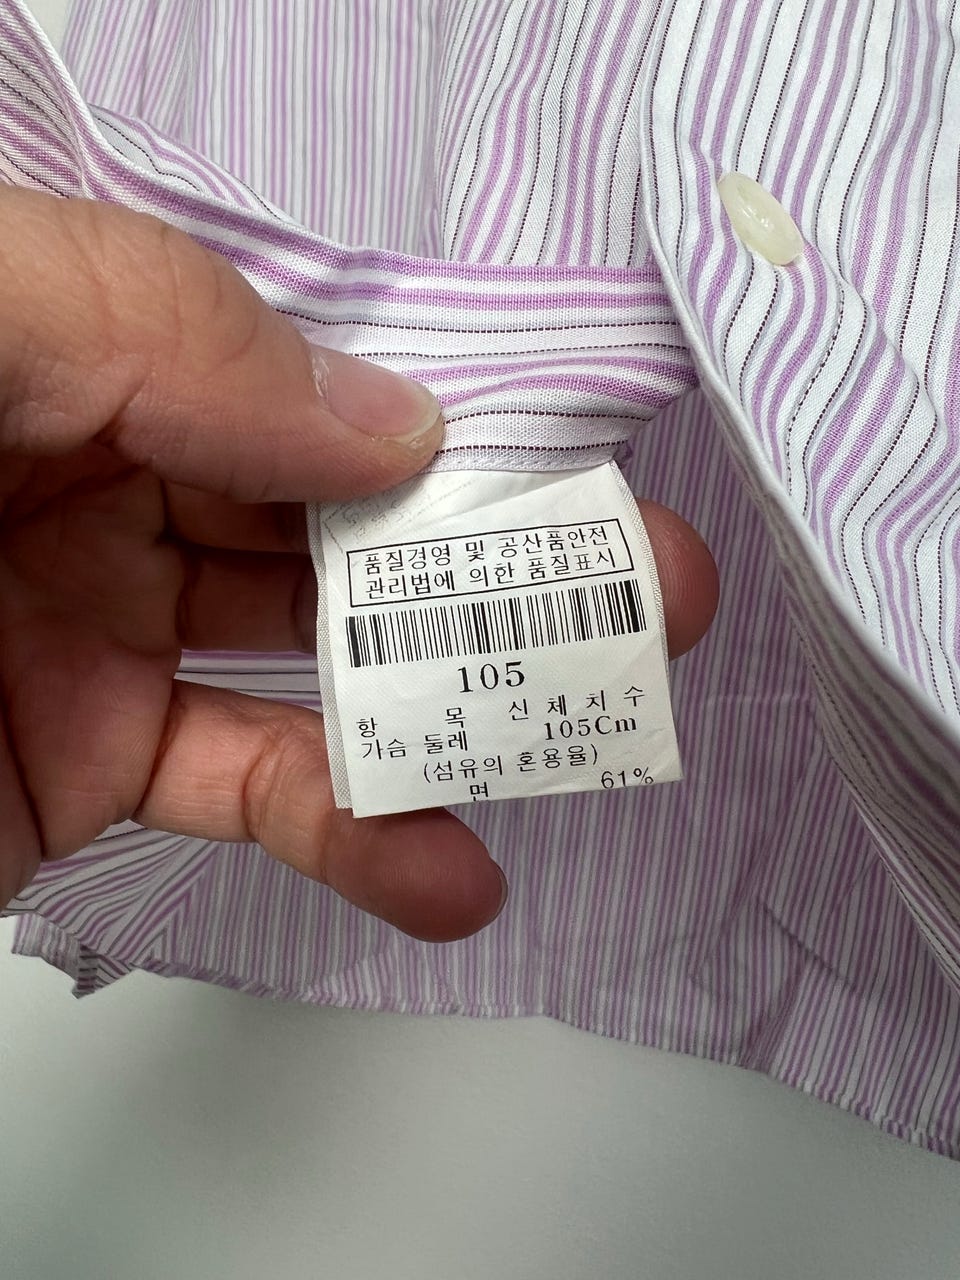 품질경영 및 공산품안전
관리법에 의한 품질표시
105
항 목 신 체 치 수
가슴 둘레 105Cm
(섬유의 혼용율)
면 61%